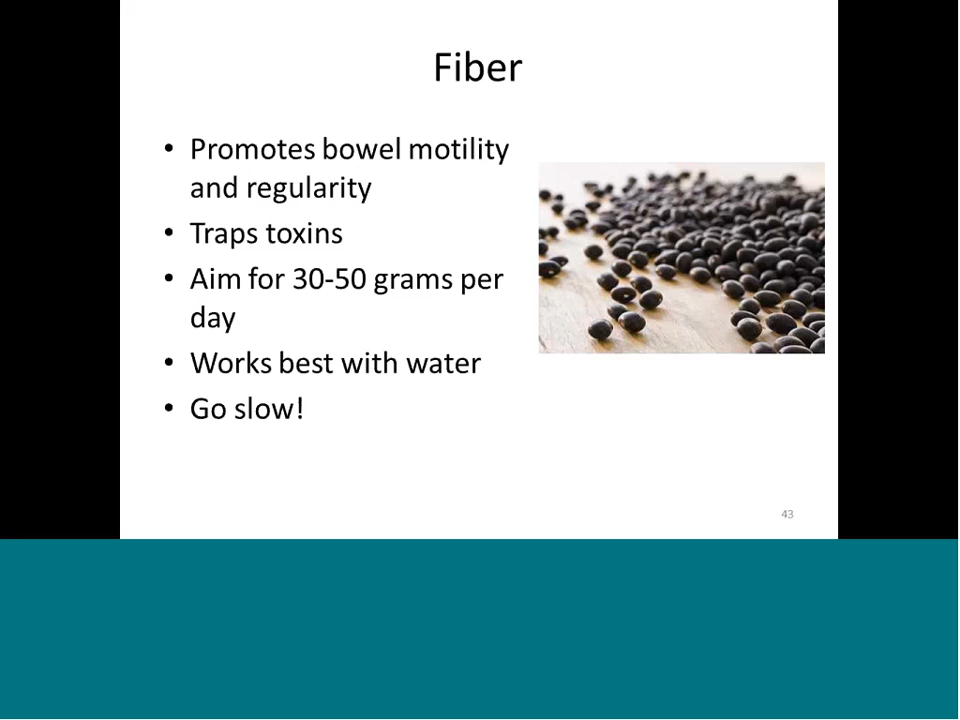 Fiber
• Promotes bowel motility
and regularity
• Traps toxins
• Aim for 30-50 grams per
day
• Works best with water
• Go slow!
43